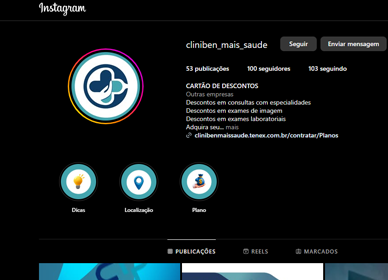 Instagram
cliniben_mais_saude
Seguir
Enviar mensagem
53 publicações 100 seguidores 103 seguindo
CARTÃO DE DESCONTOS
Outras empresas
Descontos em consultas com especialidades
Descontos em exames de imagem
Descontos em exames laboratoriais
Adquira seu... mais
clinibenmaissaude.tenex.com.br/contratar/Planos
Dicas Localização Plano
PUBLICAÇÕES REELS MARCADOS